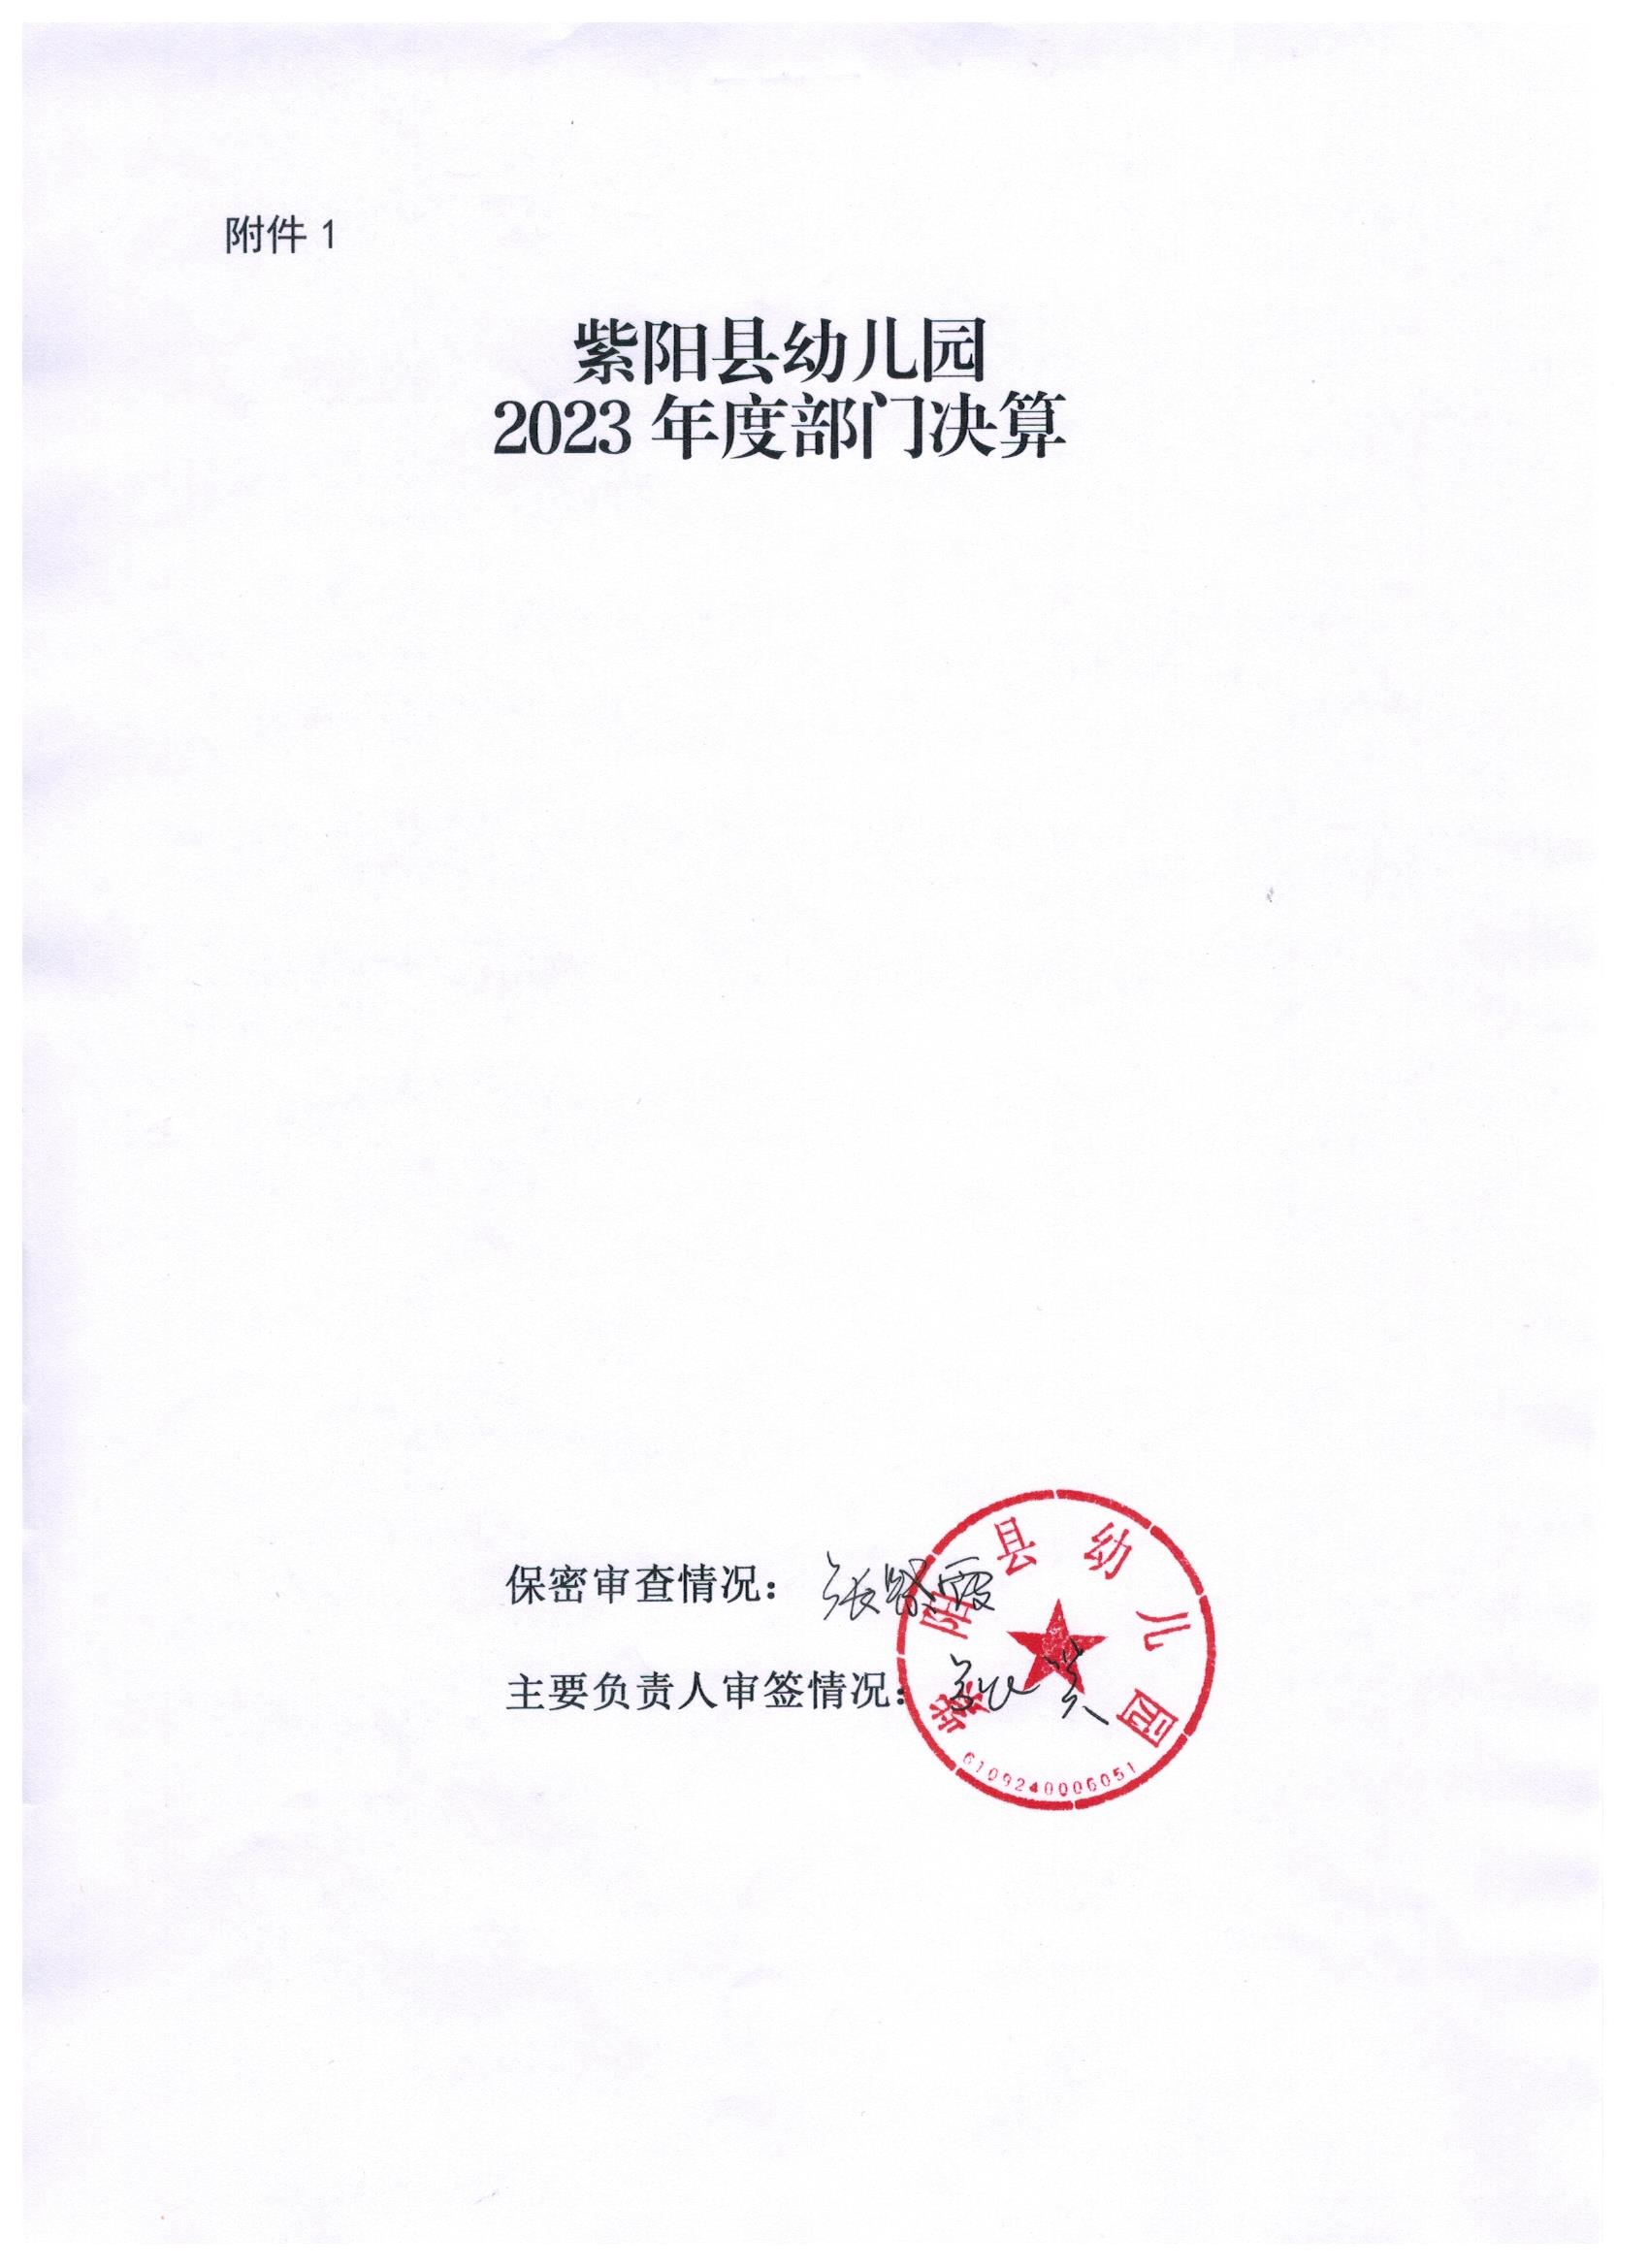 附件 1
紫阳县幼儿园
2023 年度部门决算
保密审查情况：
主要负责人审签情况：
紫阳县幼儿园
6109240006051